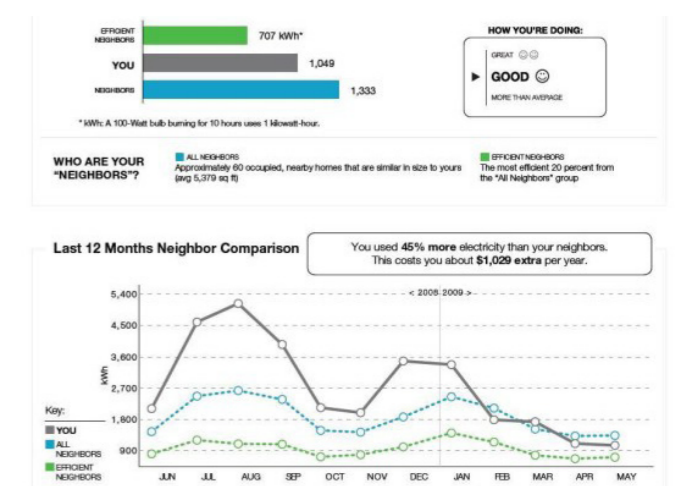 HOW YOU'RE DOING:
EFFICIENT
NEIGHBORS
707 kWh*
YOU
1,049
NEIGHBORS
1,333
GREAT
GOOD
MORE THAN AVERAGE
* kWh: A 100-Watt bulb burning for 10 hours uses 1 kilowatt-hour.
WHO ARE YOUR
"NEIGHBORS"?
ALL NEIGHBORS
Approximately 60 occupied, nearby homes that are similar in size to yours
(avg 5,379 sq ft)
EFFICIENT NEIGHBORS
The most efficient 20 percent from
the "All Neighbors" group
Last 12 Months Neighbor Comparison
You used 45% more electricity than your neighbors.
This costs you about $1,029 extra per year.
< 2008 2009 >
5,400
4,500
3,600
2,700
1,800
900
kWh
Key:
YOU
ALL
NEIGHBORS
EFFICIENT
NEIGHBORS
JUN JUL AUG SEP OCT NOV DEC JAN FEB MAR APR MAY